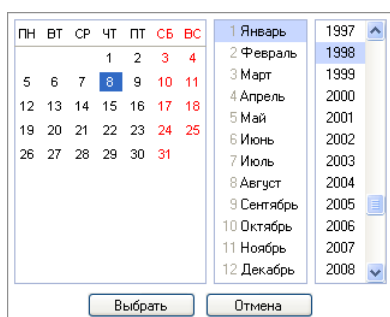 ПН ВТ СР ЧТ ПТ СБ ВС
1 2 3 4
5 6 7 8 9 10 11
12 13 14 15 16 17 18
19 20 21 22 23 24 25
26 27 28 29 30 31
1 Январь
2 Февраль
3 Март
4 Апрель
5 Май
6 Июнь
7 Июль
8 Август
9 Сентябрь
10 Октябрь
11 Ноябрь
12 Декабрь
1997
1998
1999
2000
2001
2002
2003
2004
2005
2006
2007
2008
Выбрать
Отмена